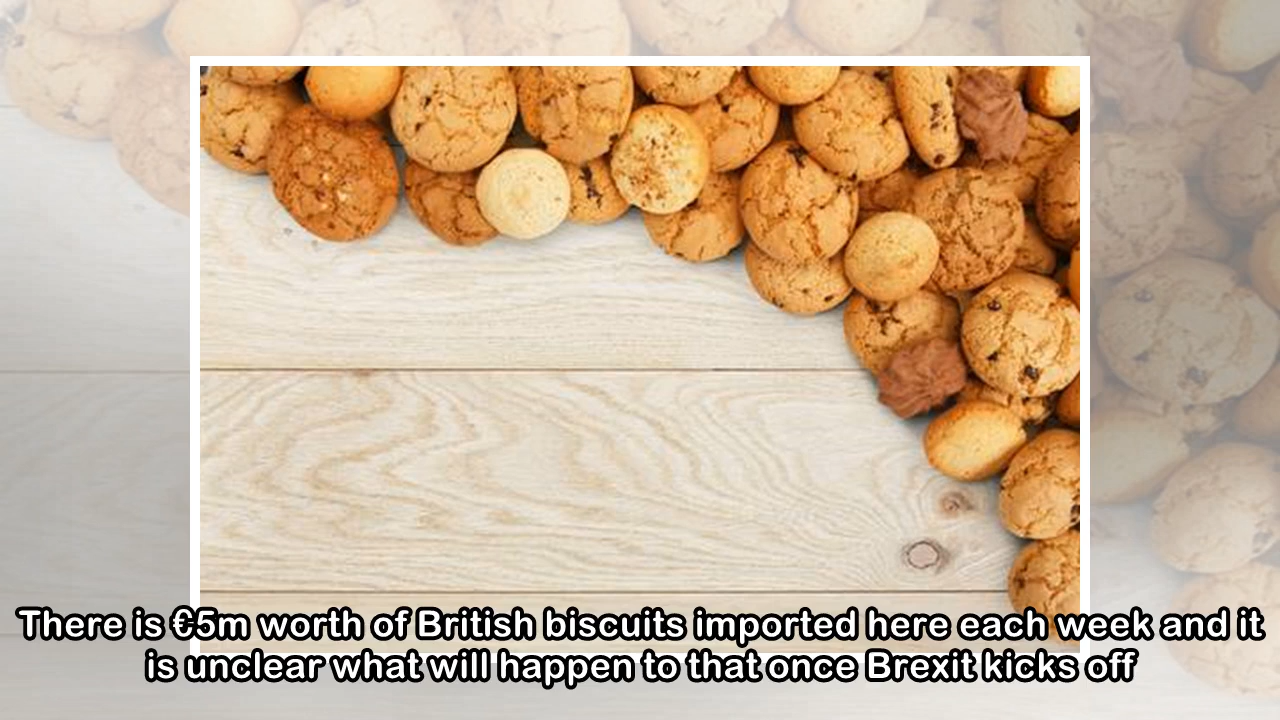 There is €5m worth of British biscuits imported here each week and it
is unclear what will happen to that once Brexit kicks off